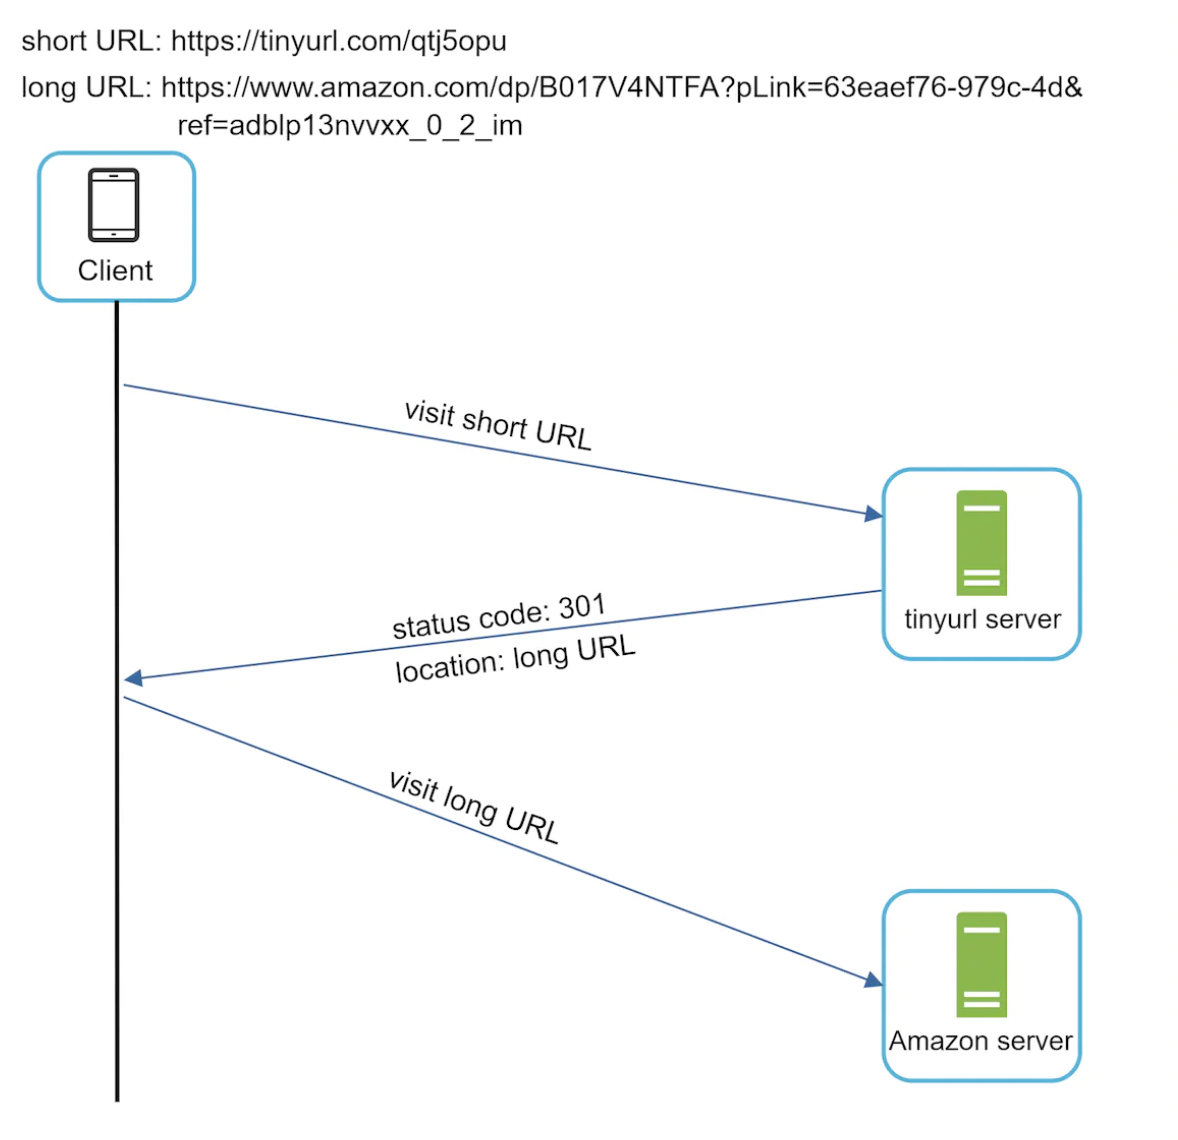 short URL: https://tinyurl.com/qtj5opu
long URL: https://www.amazon.com/dp/B017V4NTFA?pLink=63eaef76-979c-4d&
ref=adblp13nvvxx_0_2_im
Client
visit short URL
tinyurl server
status code: 301
location: long URL
visit long URL
Amazon server